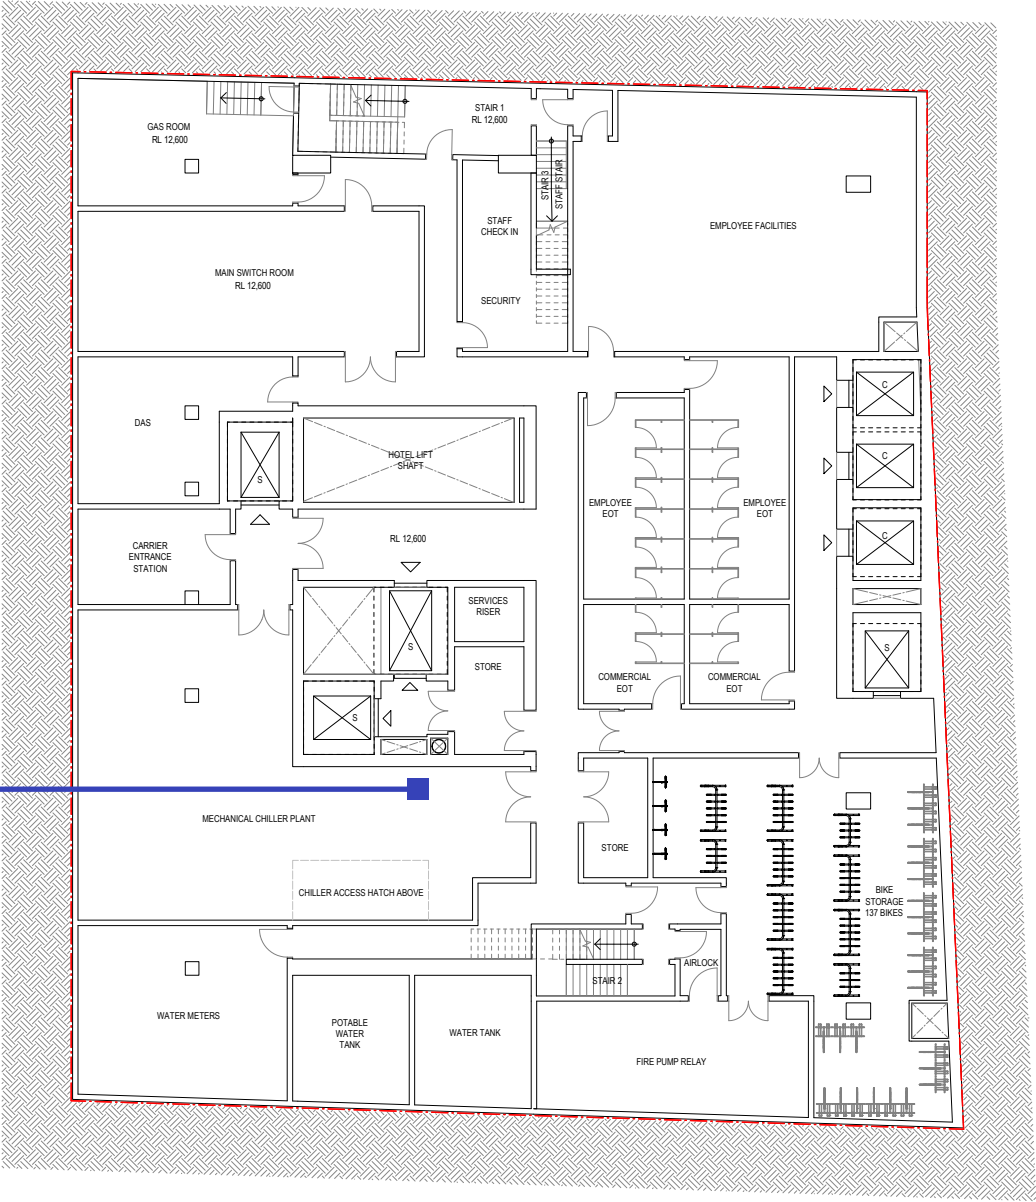 GAS ROOM
RL 12,600
STAIR 1
RL 12,600
STAIR 3
STAFF STAIR
STAFF
CHECK IN
SECURITY
EMPLOYEE FACILITIES
MAIN SWITCH ROOM
RL 12,600
DAS
S
HOTEL LIFT
SHAFT
C
C
C
EMPLOYEE
EOT
EMPLOYEE
EOT
CARRIER
ENTRANCE
STATION
RL 12,600
SERVICES
RISER
S
STORE
S
S
COMMERCIAL
EOT
COMMERCIAL
EOT
MECHANICAL CHILLER PLANT
STORE
CHILLER ACCESS HATCH ABOVE
BIKE
STORAGE
137 BIKES
AIRLOCK
STAIR 2
WATER METERS
POTABLE
WATER
TANK
WATER TANK
FIRE PUMP RELAY